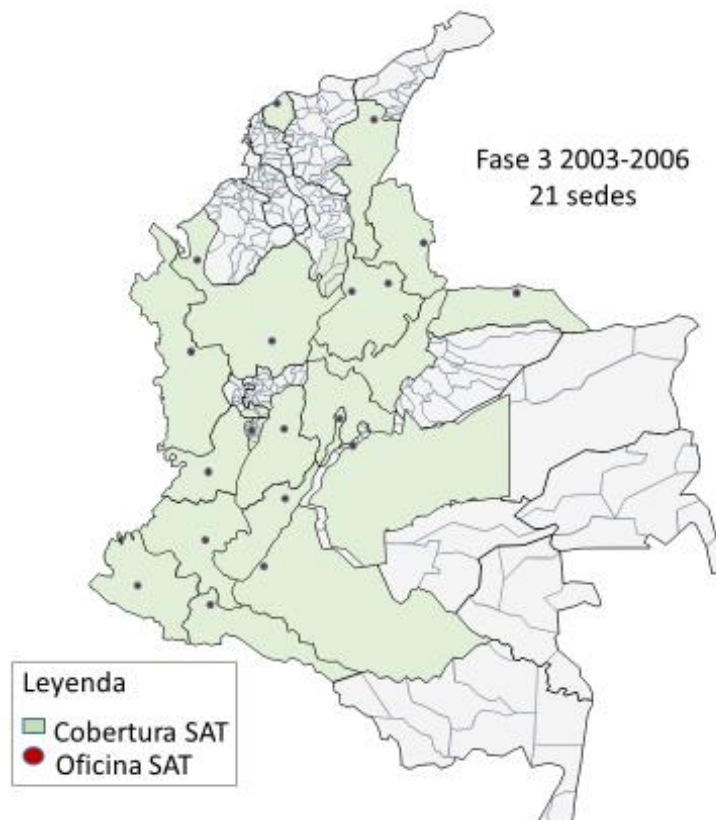 Fase 3 2003-2006
21 sedes
Leyenda
Cobertura SAT
Oficina SAT